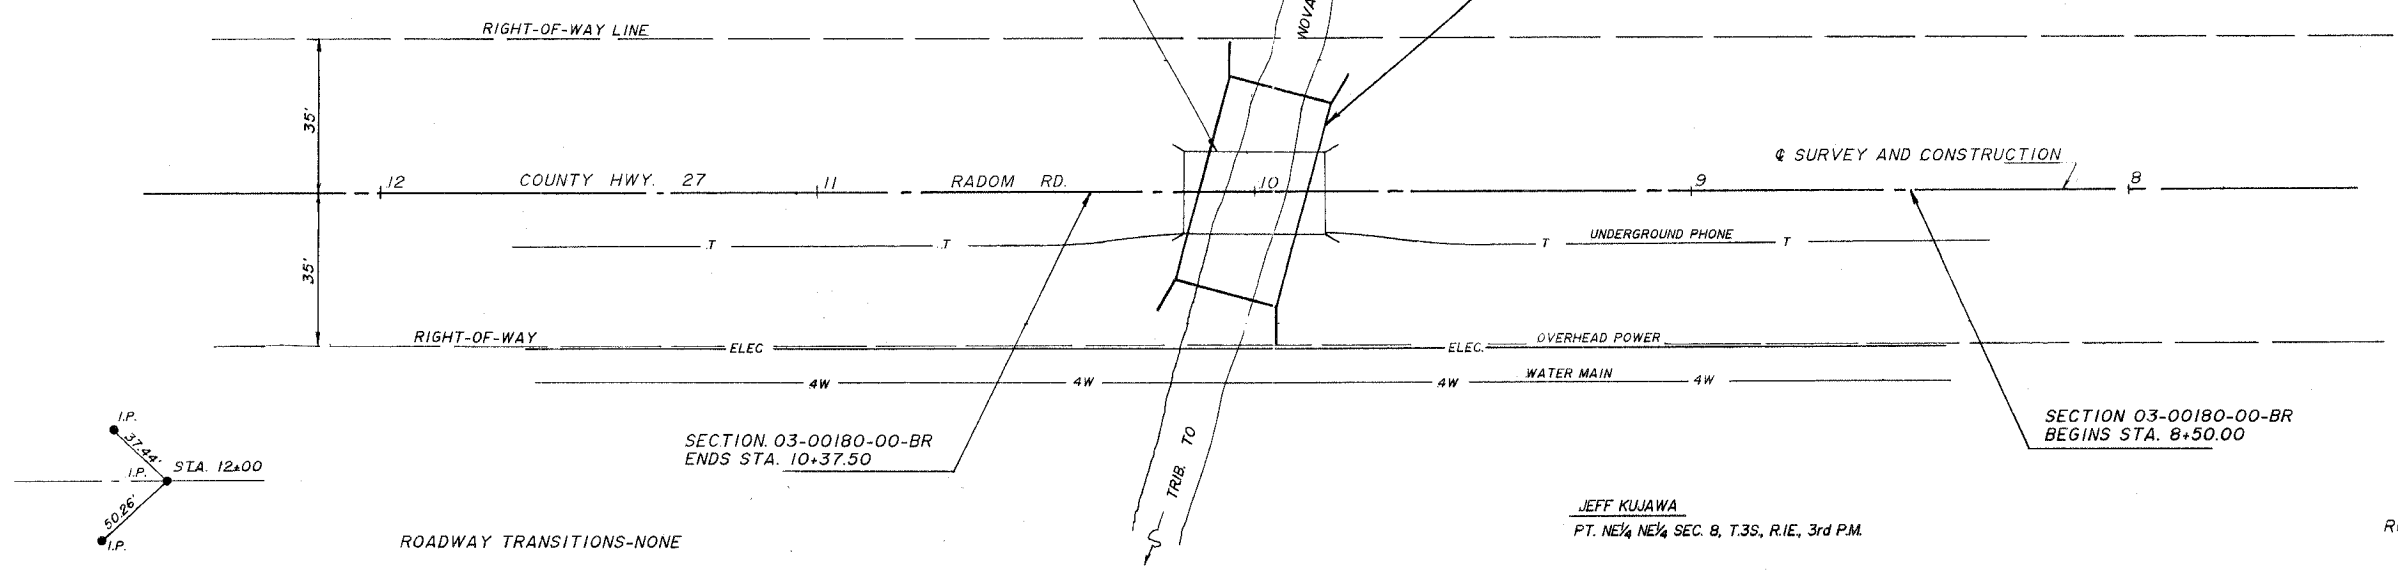 RIGHT-OF-WAY LINE
NOVA
35'
℄ SURVEY AND CONSTRUCTION
12
COUNTY HWY. 27
11
RADOM RD.
10
9
8
T
T
T
UNDERGROUND PHONE
T
35'
RIGHT-OF-WAY
ELEC
ELEC.
OVERHEAD POWER
4W
4W
4W
WATER MAIN
4W
I.P.
37.44'
I.P.
STA. 12+00
50.26'
I.P.
SECTION. 03-00180-00-BR
ENDS STA. 10+37.50
TRIB. TO
SECTION 03-00180-00-BR
BEGINS STA. 8+50.00
ROADWAY TRANSITIONS-NONE
JEFF KUJAWA
PT. NE¼ NE¼ SEC. 8, T.3S., R.1E., 3rd P.M.